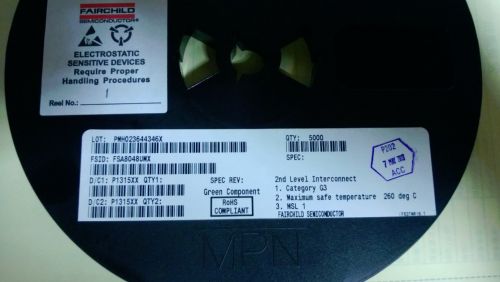 FAIRCHILD
SEMICONDUCTOR®
ELECTROSTATIC
SENSITIVE DEVICES
Require Proper
Handling Procedures
Reel No.: 1
LOT: PMH023644346X
QTY: 5000
FSID: FSA8048UMX
SPEC:
D/C1: P1315XX QTY1:
SPEC REV:
D/C2: P1315XX QTY2:
Green Component
RoHS
COMPLIANT
2nd Level Interconnect
1. Category G3
2. Maximum safe temperature 260 deg C
3. MSL 1
FAIRCHILD SEMICONDUCTOR
P202
ACC
MPN